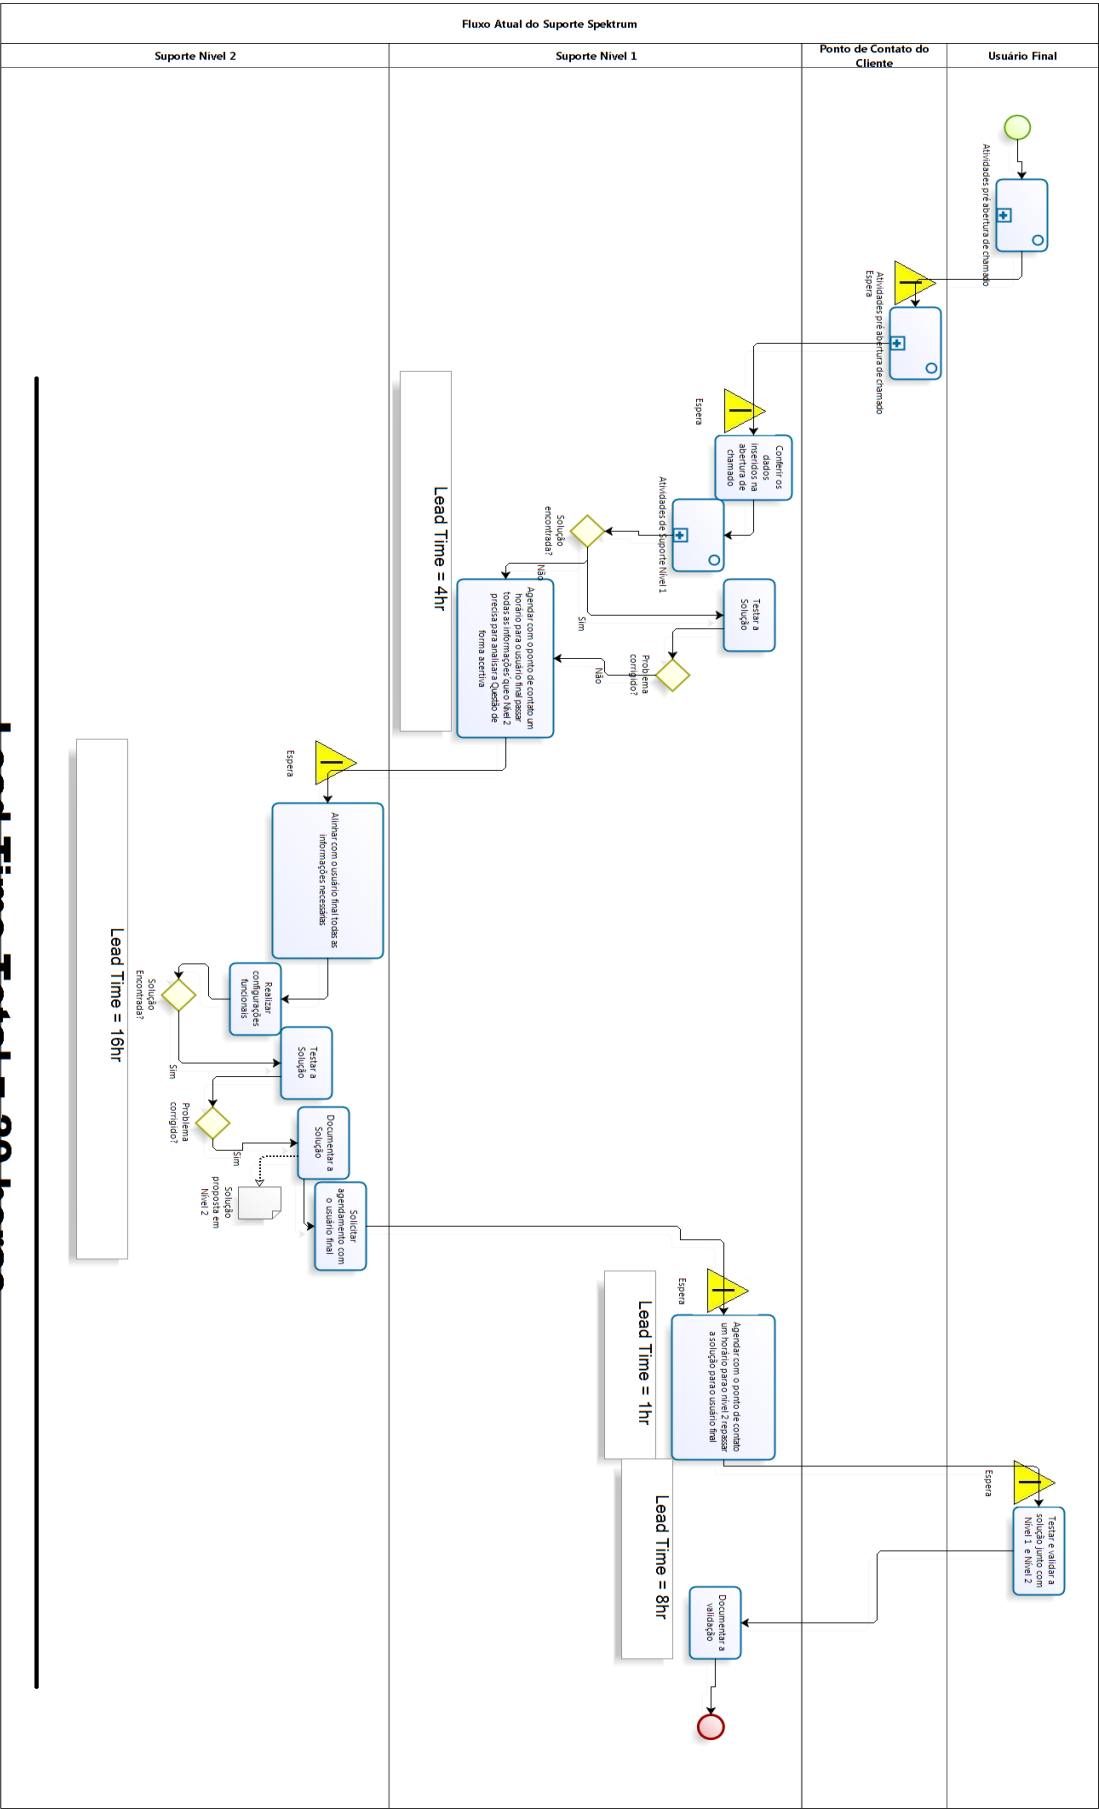 Fluxo Atual do Suporte Spektrum
Suporte Nível 2
Suporte Nível 1
Ponto de Contato do
Cliente
Usuário Final
Atividades pré abertura de chamado
Atividades pré abertura de chamado
Espera
Espera
Conferir os
dados
inseridos na
abertura de
chamado
Atividades de Suporte Nível 1
Solução
encontrada?
Não
Sim
Testar a
Solução
Problema
corrigido?
Não
Agendar com o ponto de contato um
horário para o usuário final passar
todas as informações que o Nível 2
precisa para analisar a Questão de
forma acertiva
Lead Time = 4hr
Espera
Alinhar com o usuário final todas as
informações necessárias
Realizar
configurações
funcionais
Solução
Encontrada?
Sim
Testar a
Solução
Problema
corrigido?
Sim
Documentar a
Solução
Solução
proposta em
Nível 2
Solicitar
agendamento com
o usuário final
Lead Time = 16hr
Espera
Agendar com o ponto de contato
um horário para o nível 2 repassar
a solução para o usuário final
Lead Time = 1hr
Espera
Testar e validar a
solução junto com
Nível 1 e Nível 2
Lead Time = 8hr
Documentar a
validação